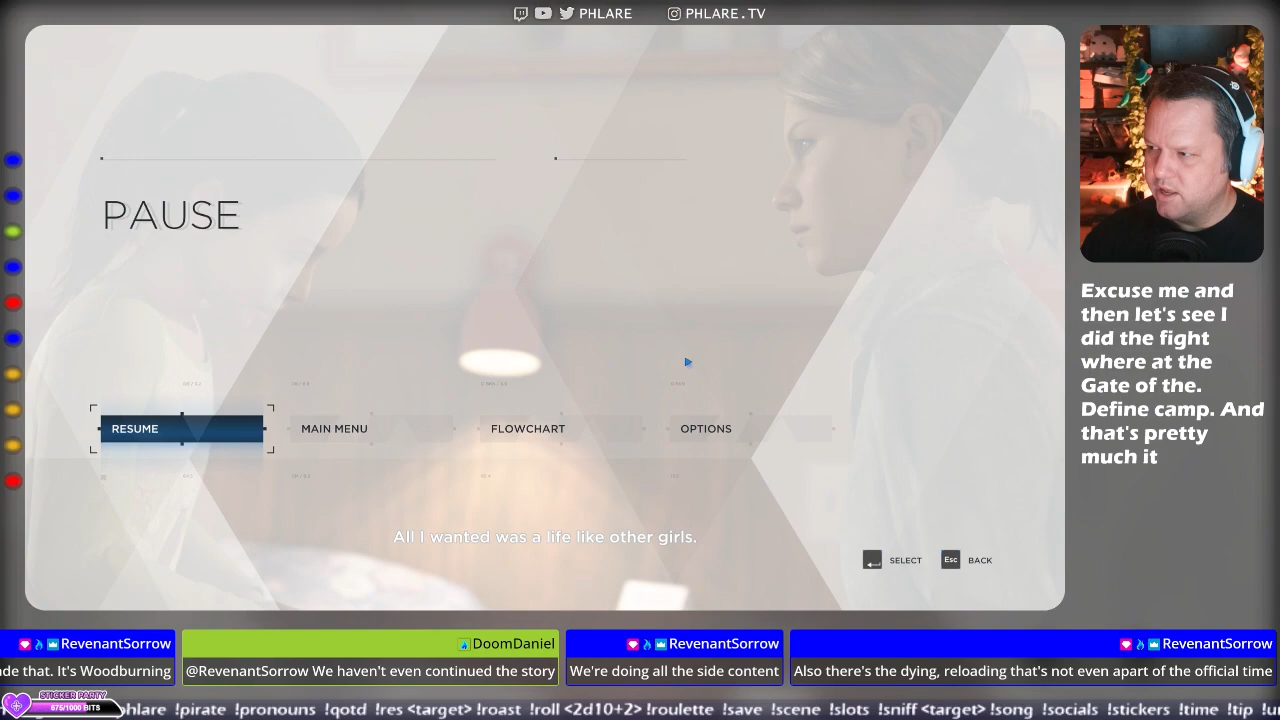 PHLARE
PHLARE.TV
PAUSE
RESUME
MAIN MENU
FLOWCHART
OPTIONS
All I wanted was a life like other girls.
SELECT
Esc
BACK
Excuse me and
then let's see I
did the fight
where at the
Gate of the.
Define camp. And
that's pretty
much it
RevenantSorrow
de that. It's Woodburning
DoomDaniel
@RevenantSorrow We haven't even continued the story
RevenantSorrow
We're doing all the side content
RevenantSorrow
Also there's the dying, reloading that's not even apart of the official time
STICKER PARTY
675/1000 BITS
phlare !pirate !pronouns !qotd !res <target> !roast !roll <2d10+2> !roulette !save !scene !slots !sniff <target> !song !socials !stickers !time !tip